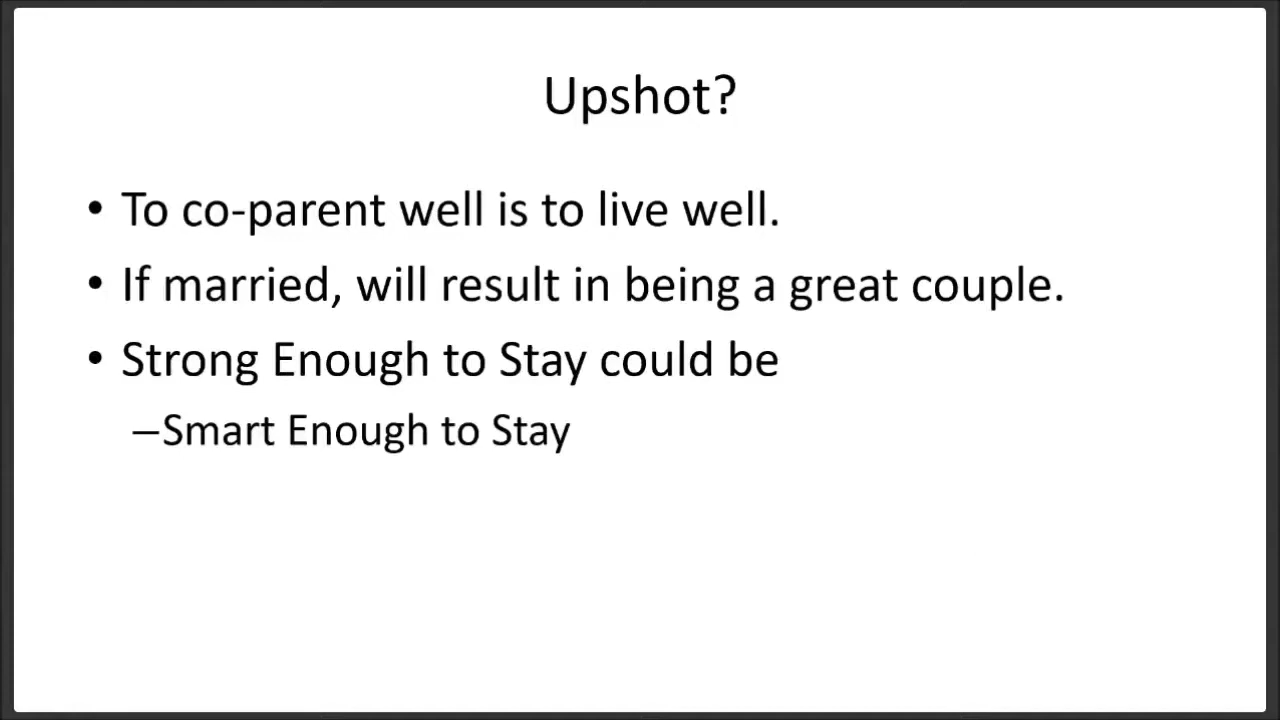 Upshot?
• To co-parent well is to live well.
• If married, will result in being a great couple.
• Strong Enough to Stay could be
–Smart Enough to Stay